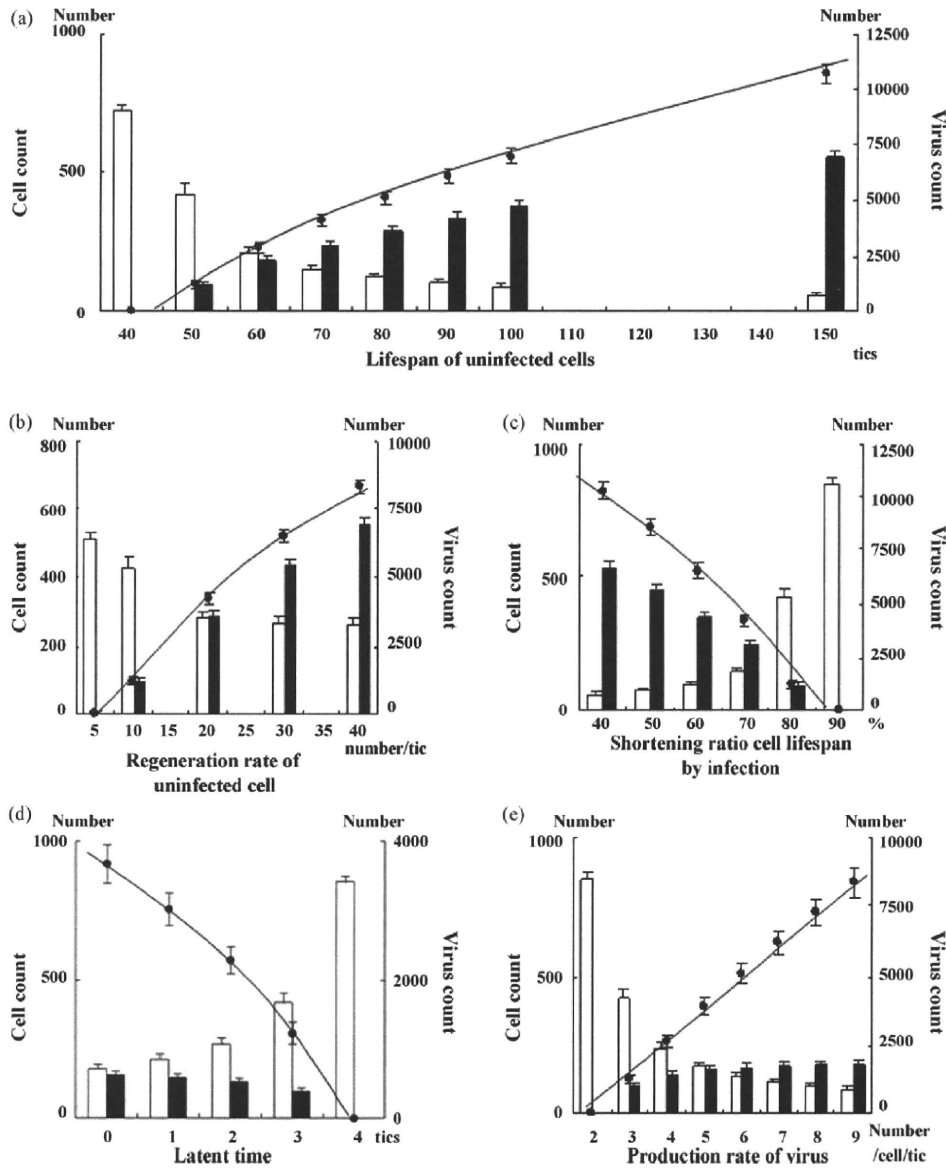 (a)
Number
Number
1000
500
0
Cell count
12500
10000
7500
5000
2500
0
Virus count
40 50 60 70 80 90 100 110 120 130 140 150
tics
Lifespan of uninfected cells
(b)
Number
Number
800
600
400
200
0
Cell count
10000
7500
5000
2500
0
Virus count
5 10 15 20 25 30 35 40
number/tic
Regeneration rate of
uninfected cell
(c)
Number
Number
1000
500
0
Cell count
12500
10000
7500
5000
2500
0
Virus count
40 50 60 70 80 90
%
Shortening ratio cell lifespan
by infection
(d)
Number
Number
1000
500
0
Cell count
4000
2000
0
Virus count
0 1 2 3 4 tics
Latent time
(e)
Number
Number
1000
500
0
Cell count
10000
7500
5000
2500
0
Virus count
2 3 4 5 6 7 8 9 Number
/cell/tic
Production rate of virus